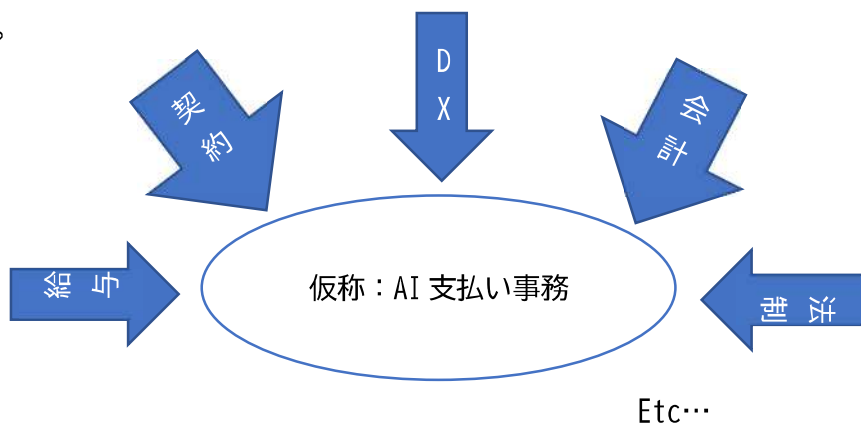 。
契約
DX
会計
給与
仮称：AI 支払い事務
法制
Etc…